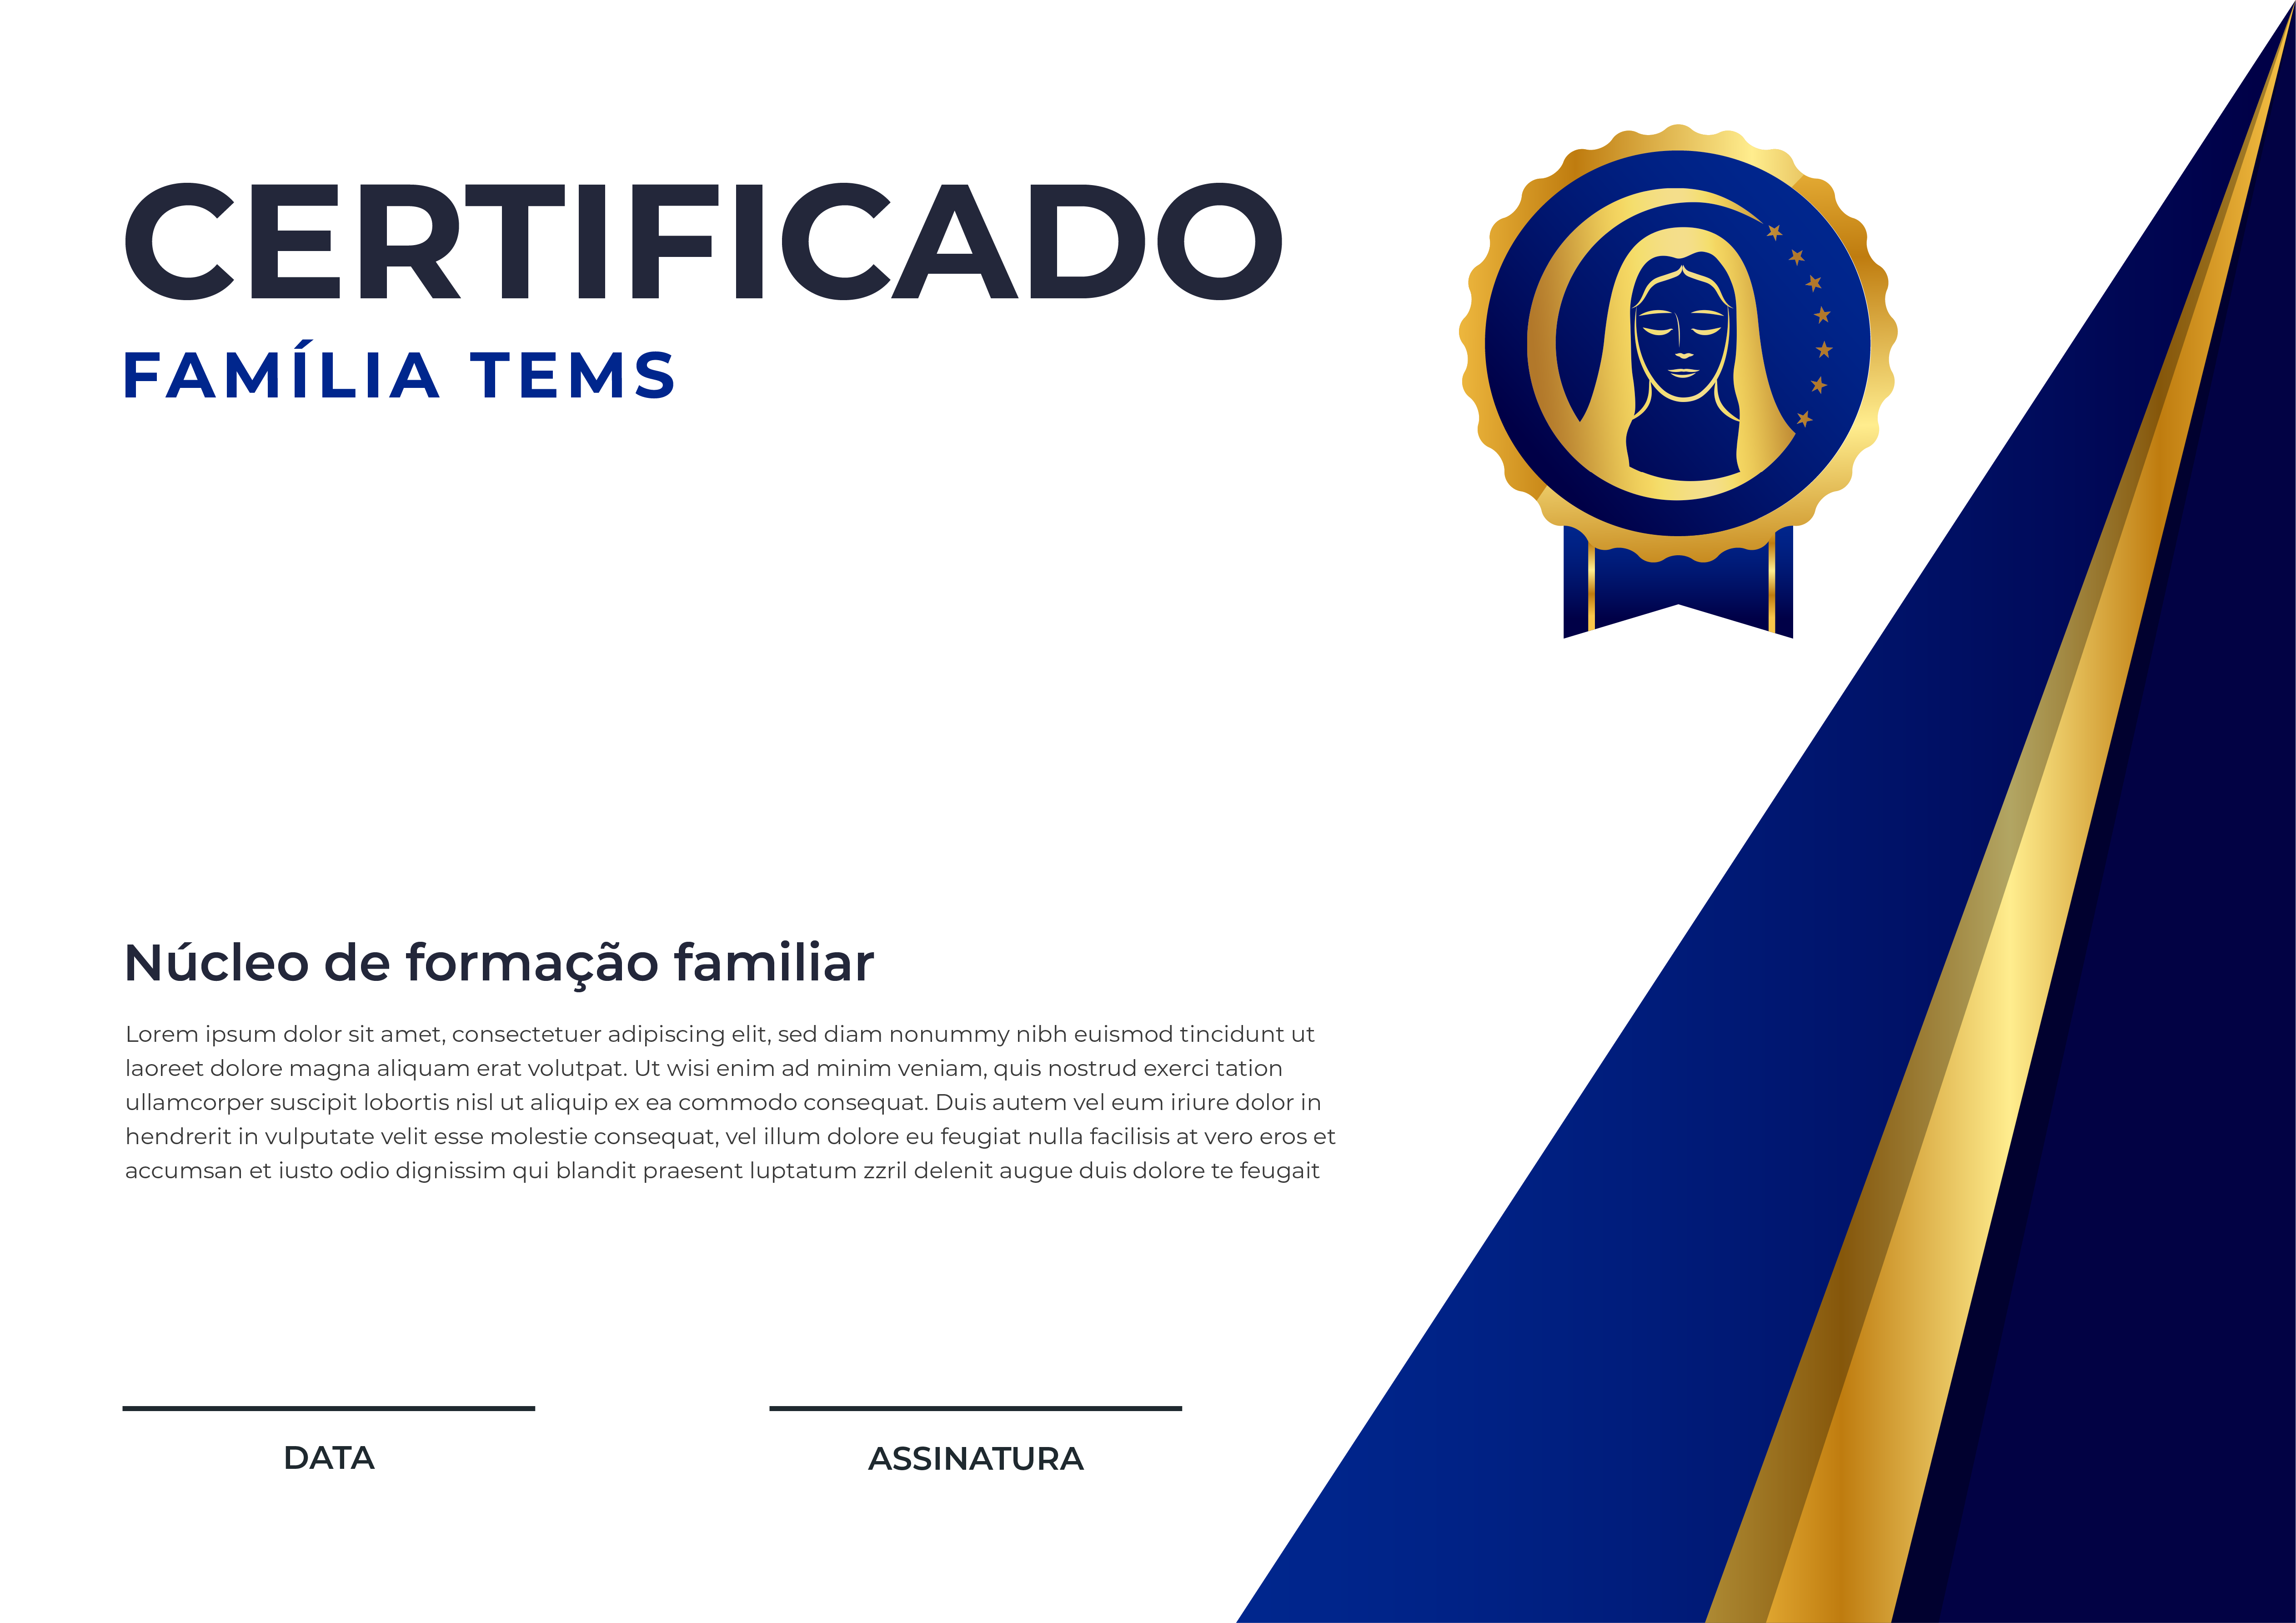 CERTIFICADO
FAMÍLIA TEMS
Núcleo de formação familiar
Lorem ipsum dolor sit amet, consectetuer adipiscing elit, sed diam nonummy nibh euismod tincidunt ut
laoreet dolore magna aliquam erat volutpat. Ut wisi enim ad minim veniam, quis nostrud exerci tation
ullamcorper suscipit lobortis nisl ut aliquip ex ea commodo consequat. Duis autem vel eum iriure dolor in
hendrerit in vulputate velit esse molestie consequat, vel illum dolore eu feugiat nulla facilisis at vero eros et
accumsan et iusto odio dignissim qui blandit praesent luptatum zzril delenit augue duis dolore te feugait
DATA
ASSINATURA